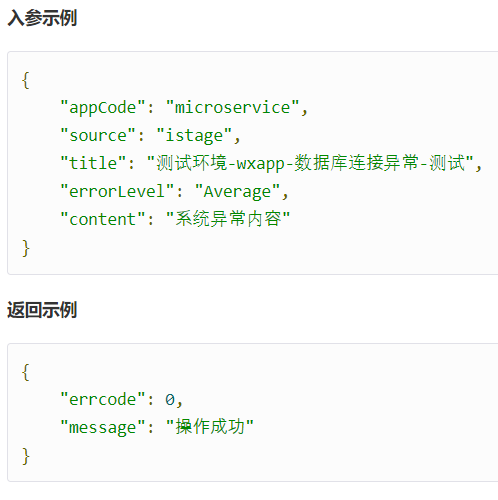 入参示例
{
    "appCode": "microservice",
    "source": "istage",
    "title": "测试环境-wxapp-数据库连接异常-测试",
    "errorLevel": "Average",
    "content": "系统异常内容"
}
返回示例
{
    "errcode": 0,
    "message": "操作成功"
}